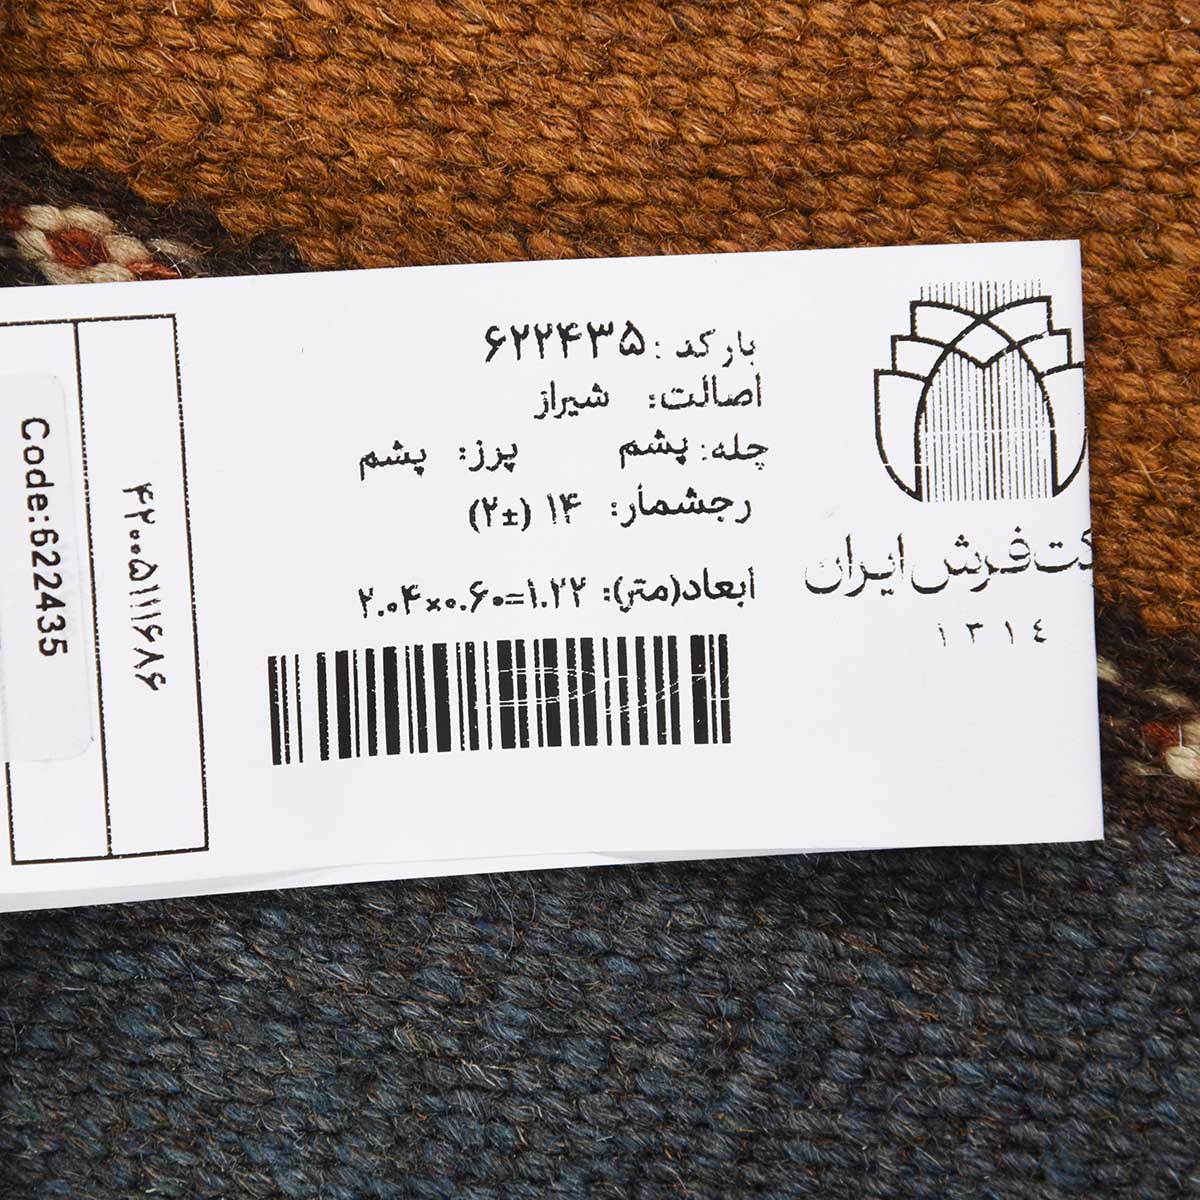 بارکد: ۶۲۲۴۳۵
اصالت: شیراز
چله: پشم پرز: پشم
رجشمار: ۱۴ (±۲)
ابعاد(متر): ۲.۰۴×۰.۶۰=۱.۲۲
کت فرش ایران
١٣١٤
۴۲۰۰۵۱۱۱۶۸۶
Code:622435